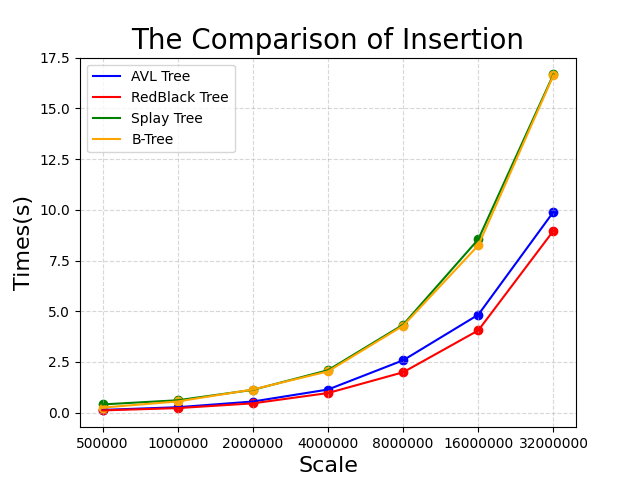 The Comparison of Insertion
17.5
15.0
12.5
10.0
7.5
5.0
2.5
0.0
Times(s)
AVL Tree
RedBlack Tree
Splay Tree
B-Tree
500000 1000000 2000000 4000000 8000000 16000000 32000000
Scale